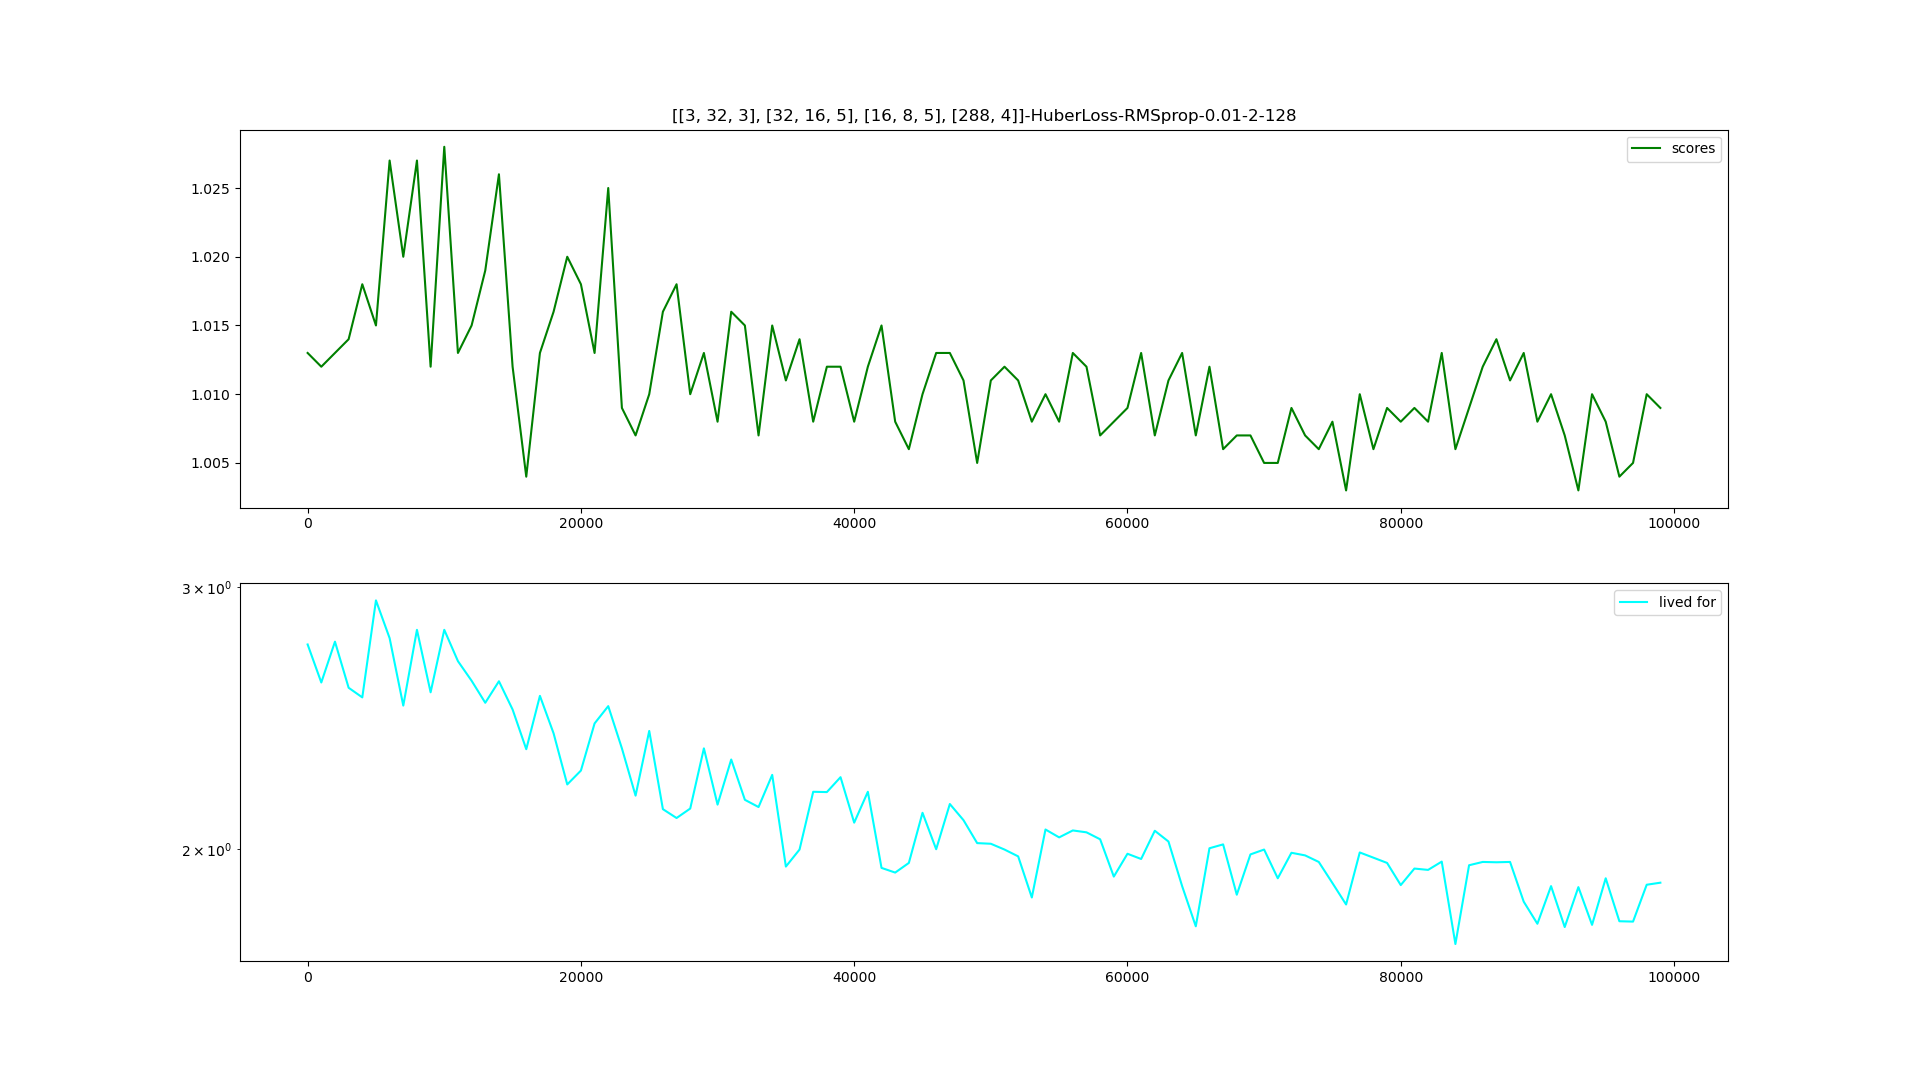 [[3, 32, 3], [32, 16, 5], [16, 8, 5], [288, 4]]-HuberLoss-RMSprop-0.01-2-128
scores
1.025
1.020
1.015
1.010
1.005
0 20000 40000 60000 80000 100000
3 × 10⁰
lived for
2 × 10⁰
0 20000 40000 60000 80000 100000